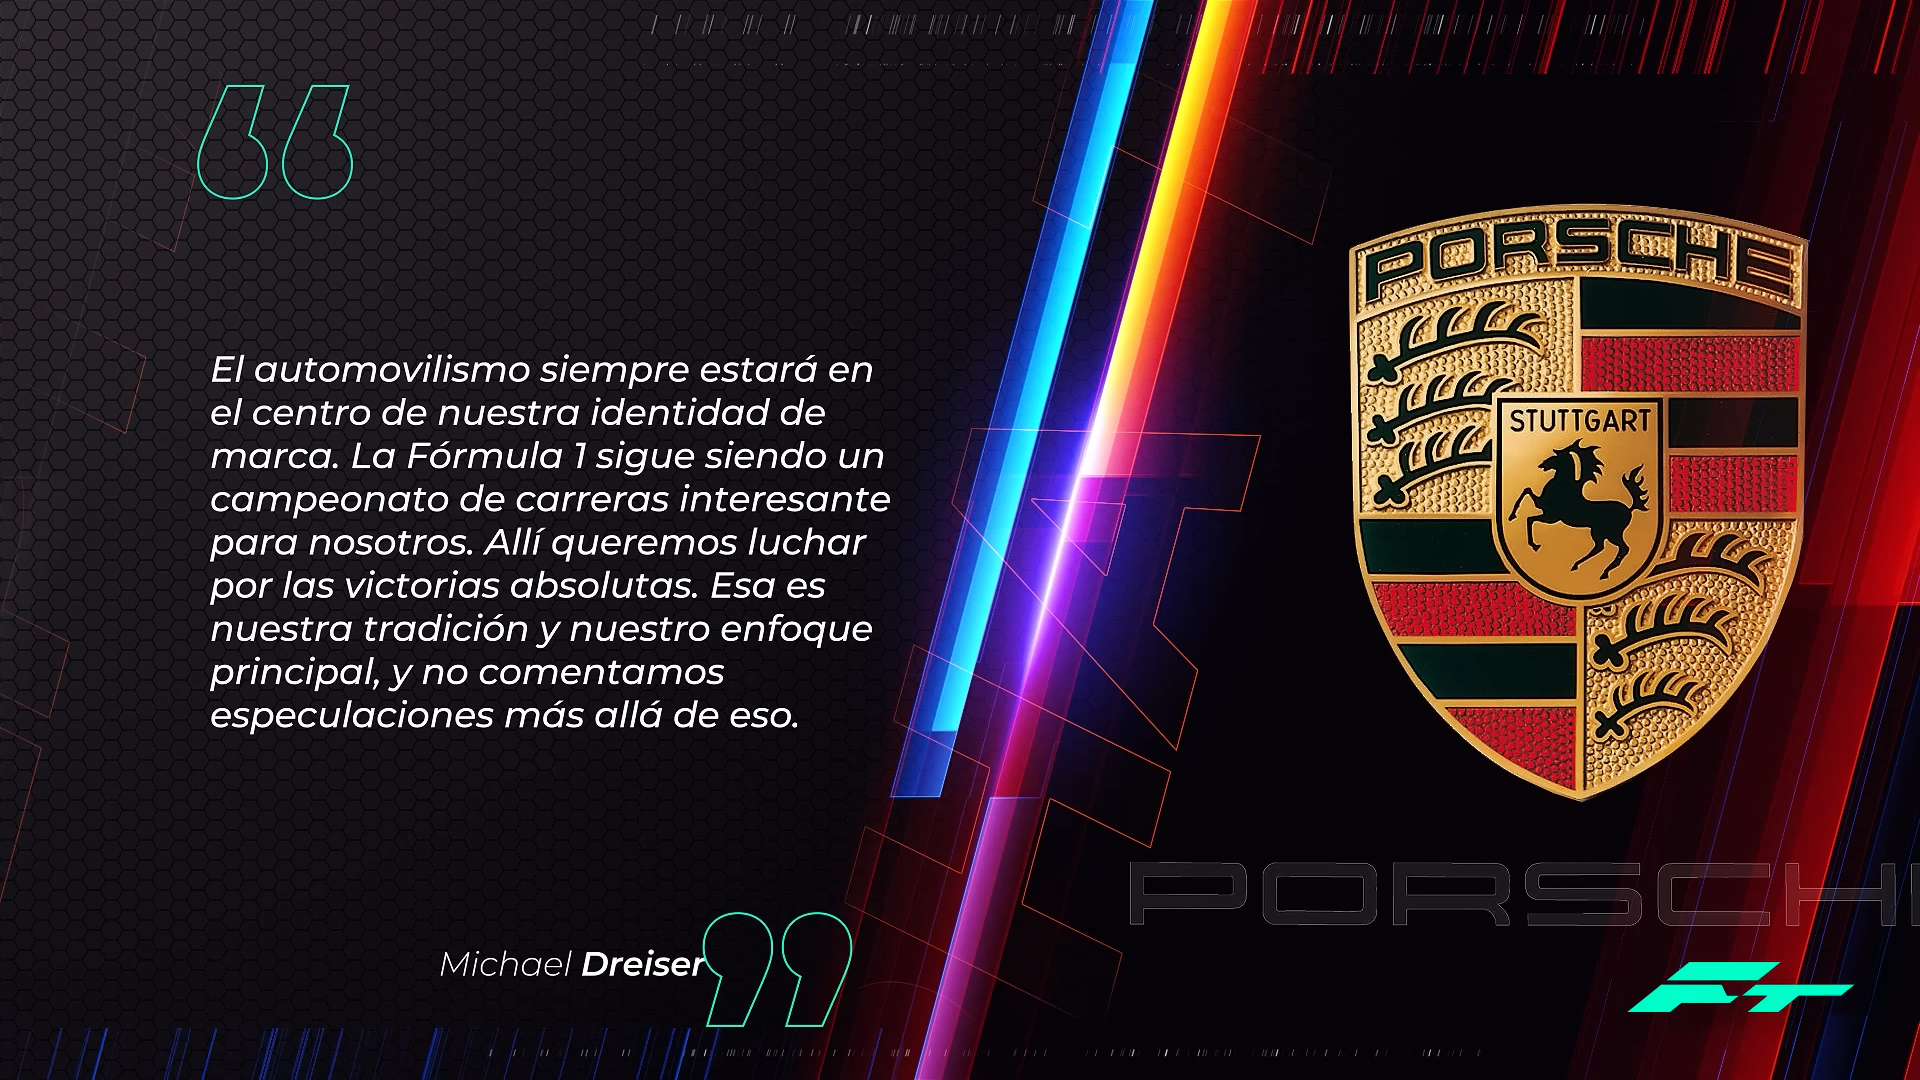 El automovilismo siempre estará en
el centro de nuestra identidad de
marca. La Fórmula 1 sigue siendo un
campeonato de carreras interesante
para nosotros. Allí queremos luchar
por las victorias absolutas. Esa es
nuestra tradición y nuestro enfoque
principal, y no comentamos
especulaciones más allá de eso.
Michael Dreiser
PORSCHE
STUTTGART
PORSCH
FT